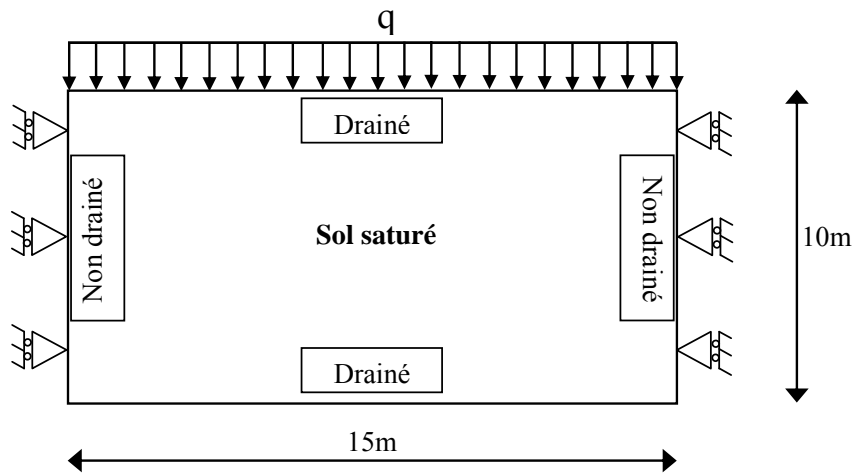 q
Drainé
Non drainé
Sol saturé
Non drainé
10m
Drainé
15m